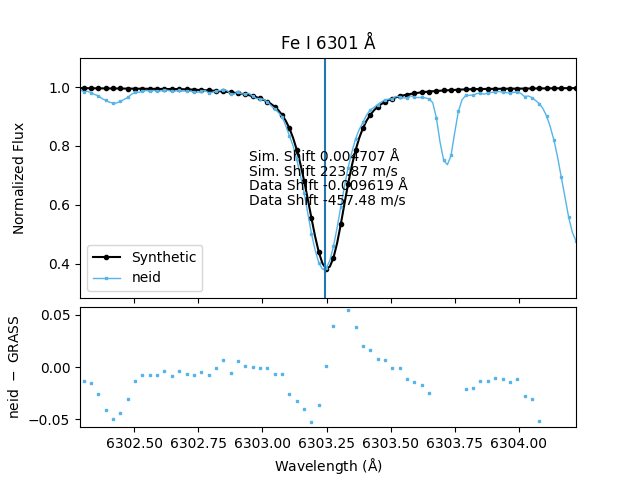 Fe I 6301 Å
Normalized Flux
1.0
0.8
0.6
0.4
Sim. Shift 0.004707 Å
Sim. Shift 223.87 m/s
Data Shift -0.009619 Å
Data Shift -457.48 m/s
Synthetic
neid
neid − GRASS
0.05
0.00
−0.05
6302.50 6302.75 6303.00 6303.25 6303.50 6303.75 6304.00
Wavelength (Å)